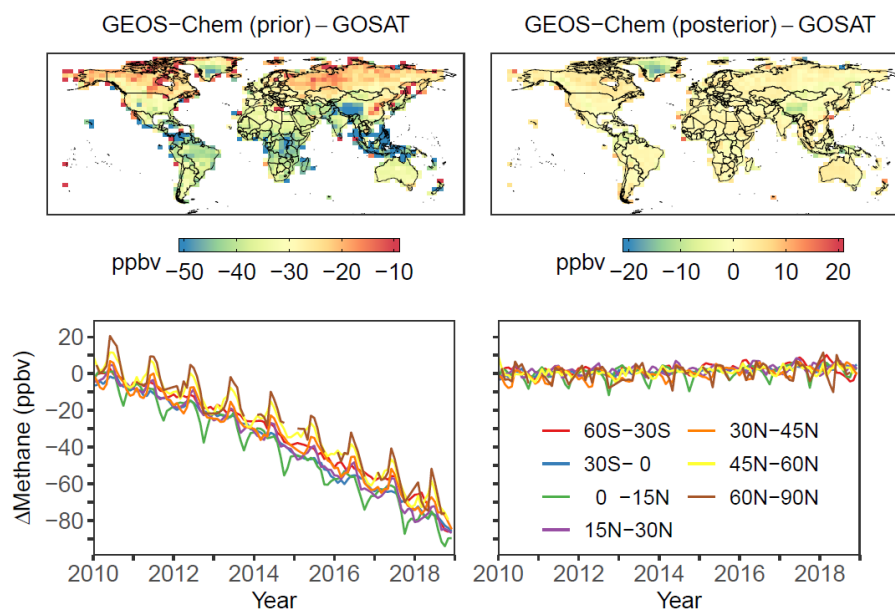 GEOS−Chem (prior) – GOSAT
GEOS−Chem (posterior) – GOSAT
ppbv
−50 −40 −30 −20 −10
ppbv
−20 −10 0 10 20
ΔMethane (ppbv)
20
0
−20
−40
−60
−80
2010 2012 2014 2016 2018
Year
60S−30S
30S− 0
0 −15N
15N−30N
30N−45N
45N−60N
60N−90N
2010 2012 2014 2016 2018
Year